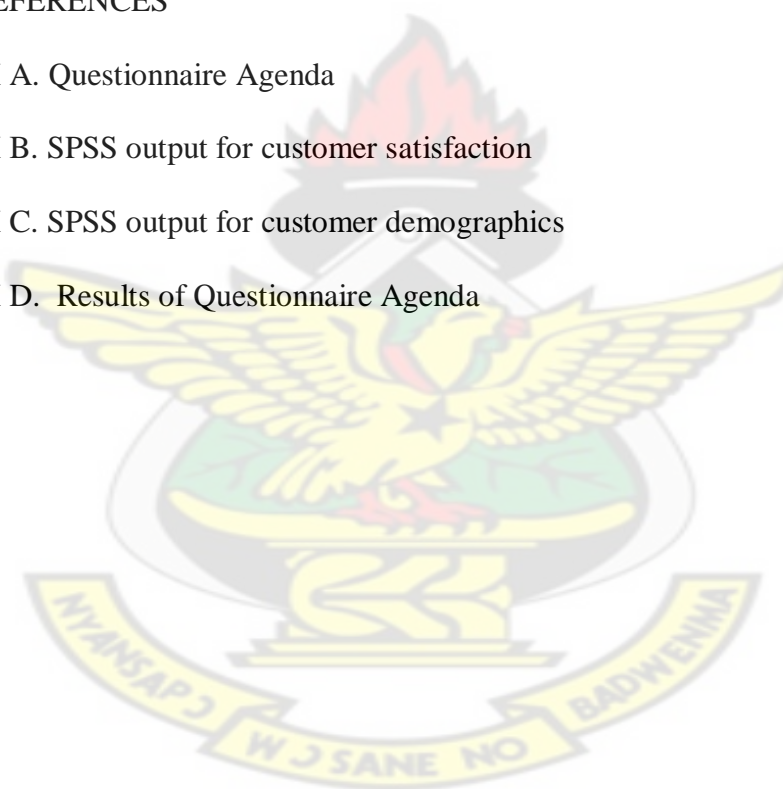 EFERENCES
A. Questionnaire Agenda
B. SPSS output for customer satisfaction
C. SPSS output for customer demographics
D. Results of Questionnaire Agenda
NYANSAPƆ
WƆSANE NO
BADWENMA